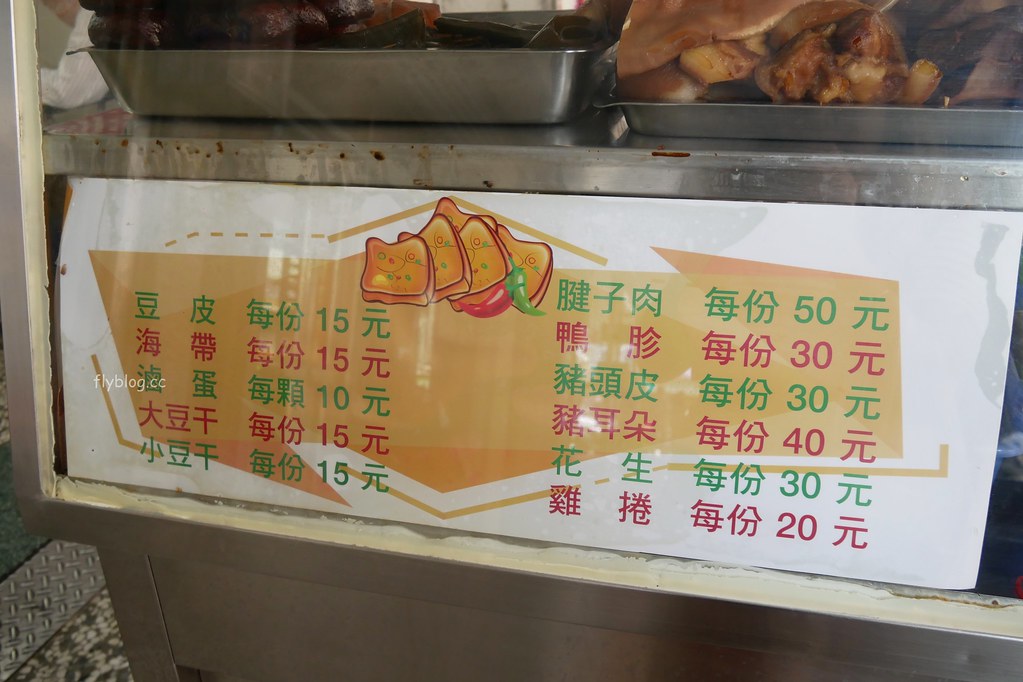 豆 皮 每份 15 元
海 帶 每份 15 元
滷 蛋 每顆 10 元
大豆干 每份 15 元
小豆干 每份 15 元
腱子肉 每份 50 元
鴨 胗 每份 30 元
豬頭皮 每份 30 元
豬耳朵 每份 40 元
花 生 每份 30 元
雞 捲 每份 20 元
flyblog.cc